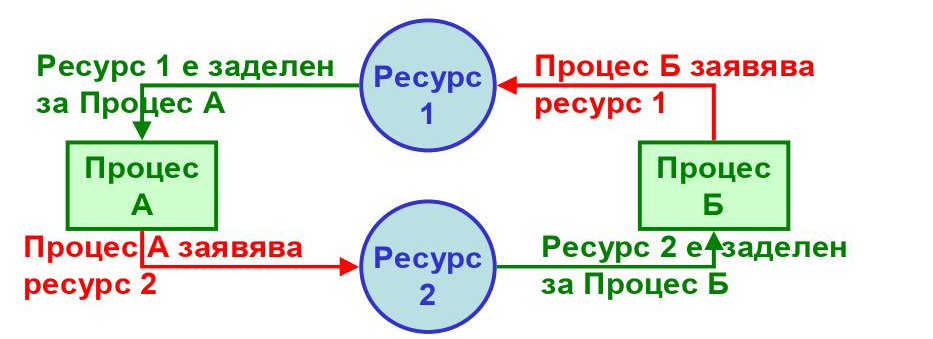 Ресурс 1 е заделен
за Процес А
Ресурс
1
Процес Б заявява
ресурс 1
Процес
А
Процес
Б
Процес А заявява
ресурс 2
Ресурс
2
Ресурс 2 е заделен
за Процес Б